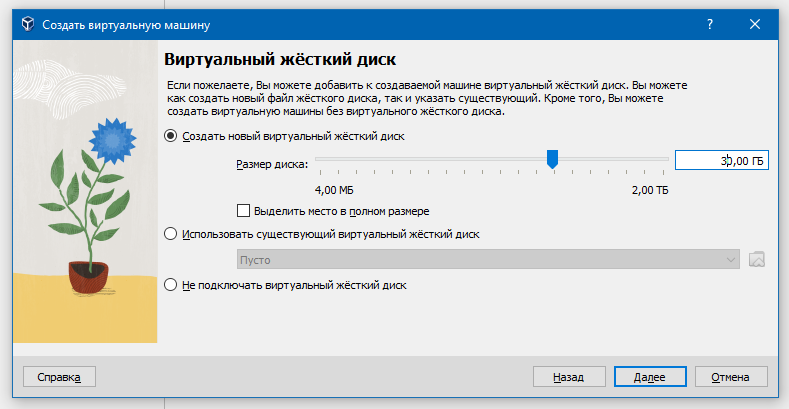 Создать виртуальную машину
Виртуальный жёсткий диск
Если пожелаете, Вы можете добавить к создаваемой машине виртуальный жёсткий диск. Вы можете
как создать новый файл жёсткого диска, так и указать существующий. Кроме того, Вы можете
создать виртуальную машины без виртуального жёсткого диска.
Создать новый виртуальный жёсткий диск
Размер диска:
30,00 ГБ
4,00 МБ
2,00 ТБ
Выделить место в полном размере
Использовать существующий виртуальный жёсткий диск
Пусто
Не подключать виртуальный жёсткий диск
Справка
Назад
Далее
Отмена